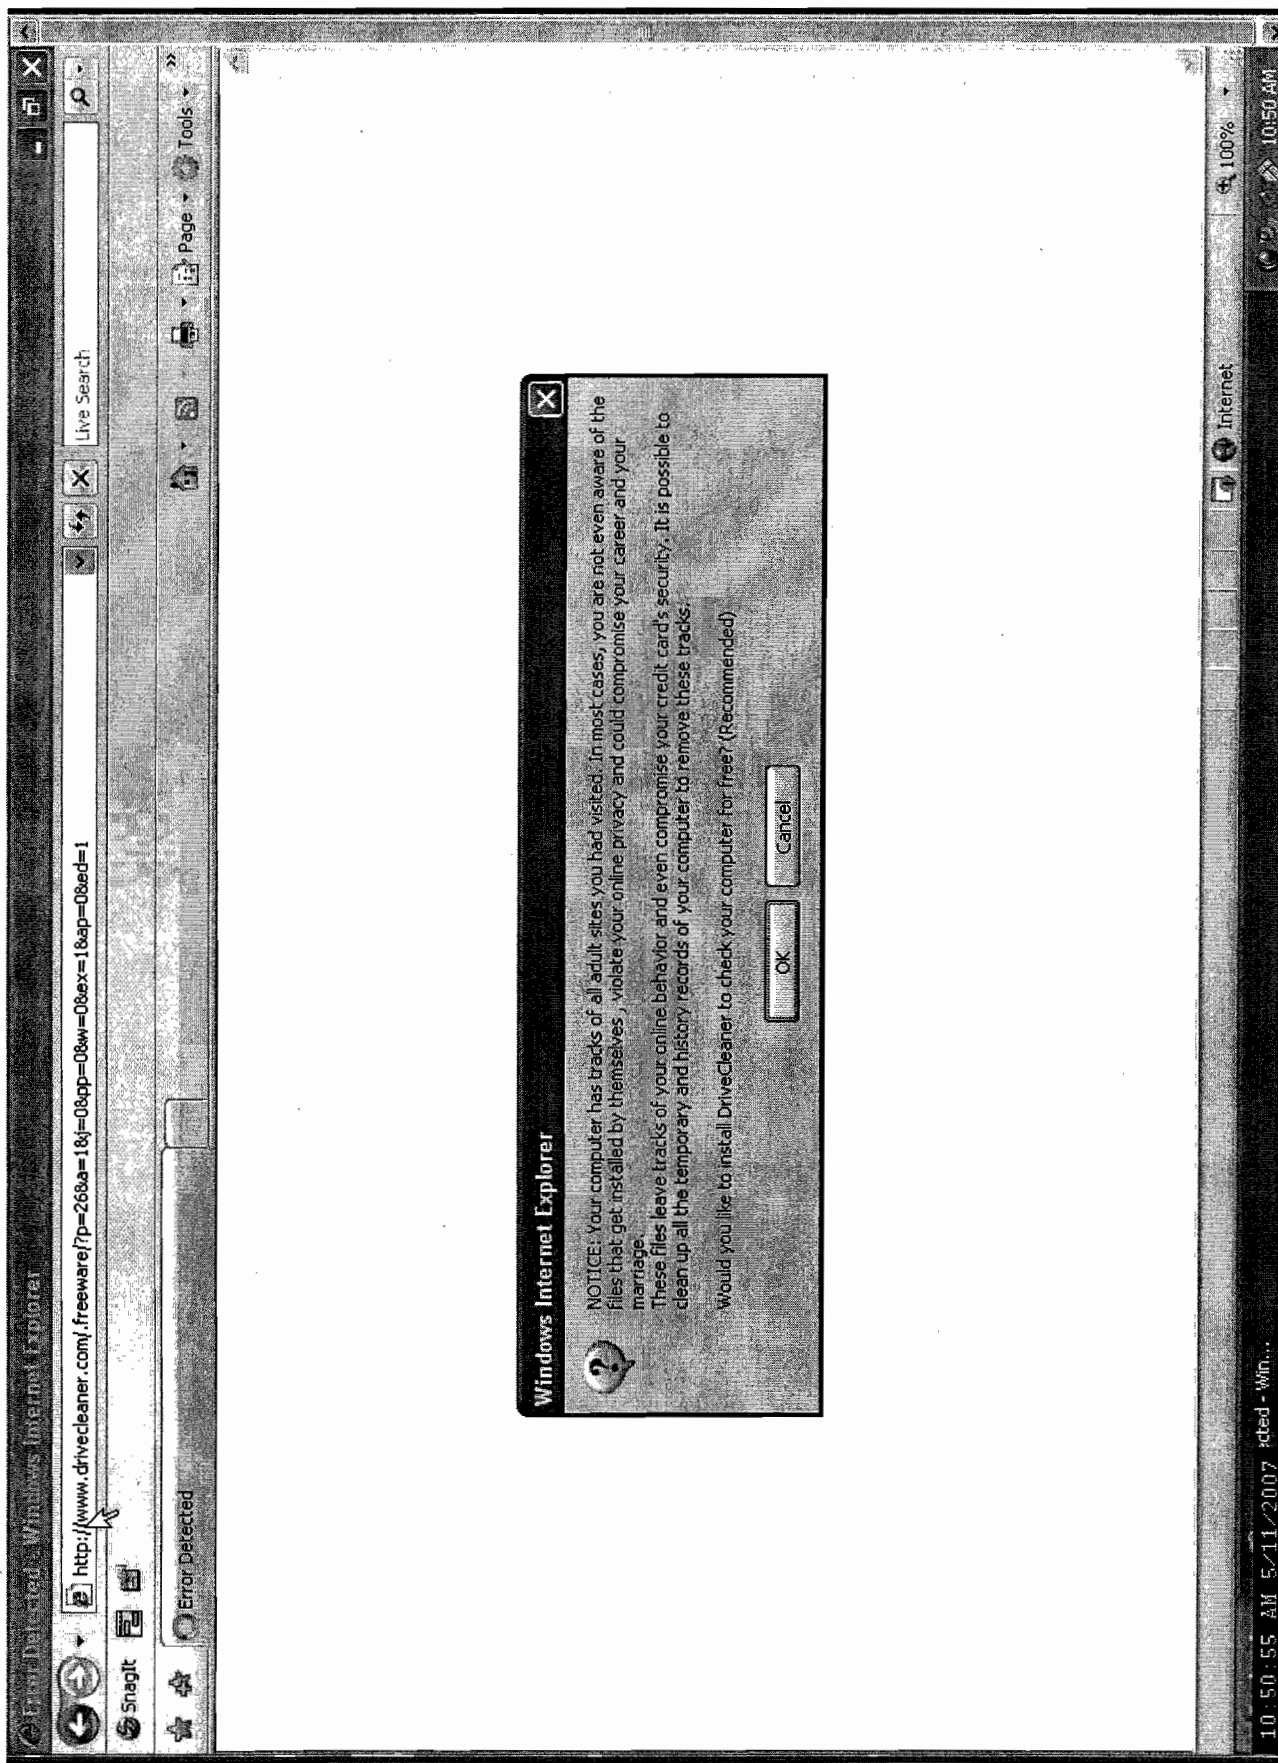 Error Detected - Windows Internet Explorer
http://www.drivecleaner.com/.freeware/?p=26&a=1&j=0&pp=0&w=0&ex=1&ap=0&ed=1
Live Search
SnagIt
Error Detected
Page
Tools
Windows Internet Explorer
NOTICE: Your computer has tracks of all adult sites you had visited. In most cases, you are not even aware of the
files that get installed by themselves , violate your online privacy and could compromise your career and your
marriage.
These files leave tracks of your online behavior and even compromise your credit card's security. It is possible to
clean up all the temporary and history records of your computer to remove these tracks.
Would you like to install DriveCleaner to check your computer for free? (Recommended)
OK
Cancel
Internet
100%
10:50:55 AM 5/11/2007
cted - Win...
10:50 AM